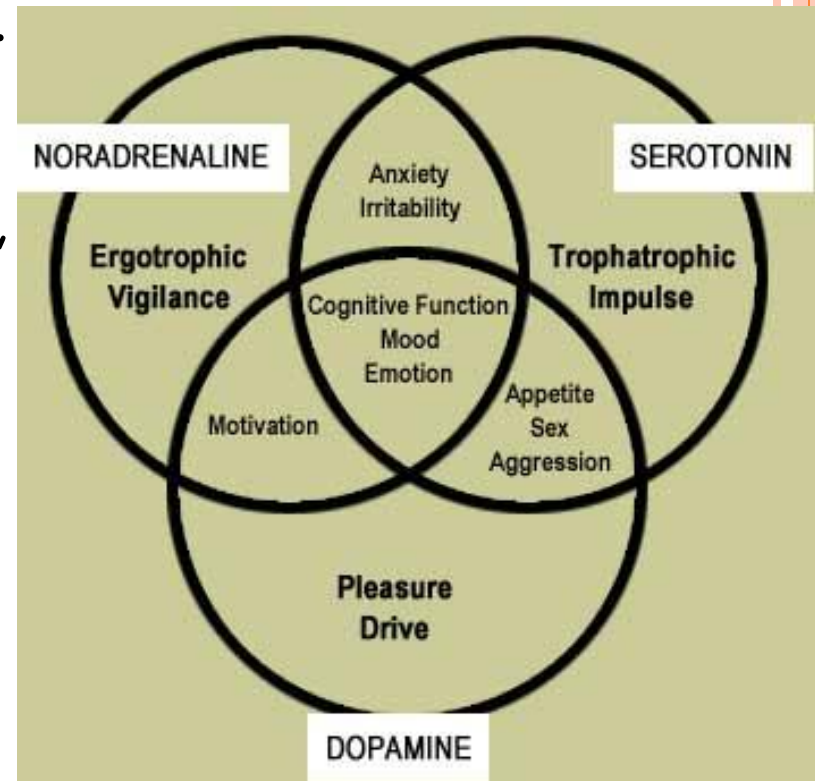 NORADRENALINE
SEROTONIN
Anxiety
Irritability
Ergotrophic
Vigilance
Trophatrophic
Impulse
Cognitive Function
Mood
Emotion
Motivation
Appetite
Sex
Aggression
Pleasure
Drive
DOPAMINE